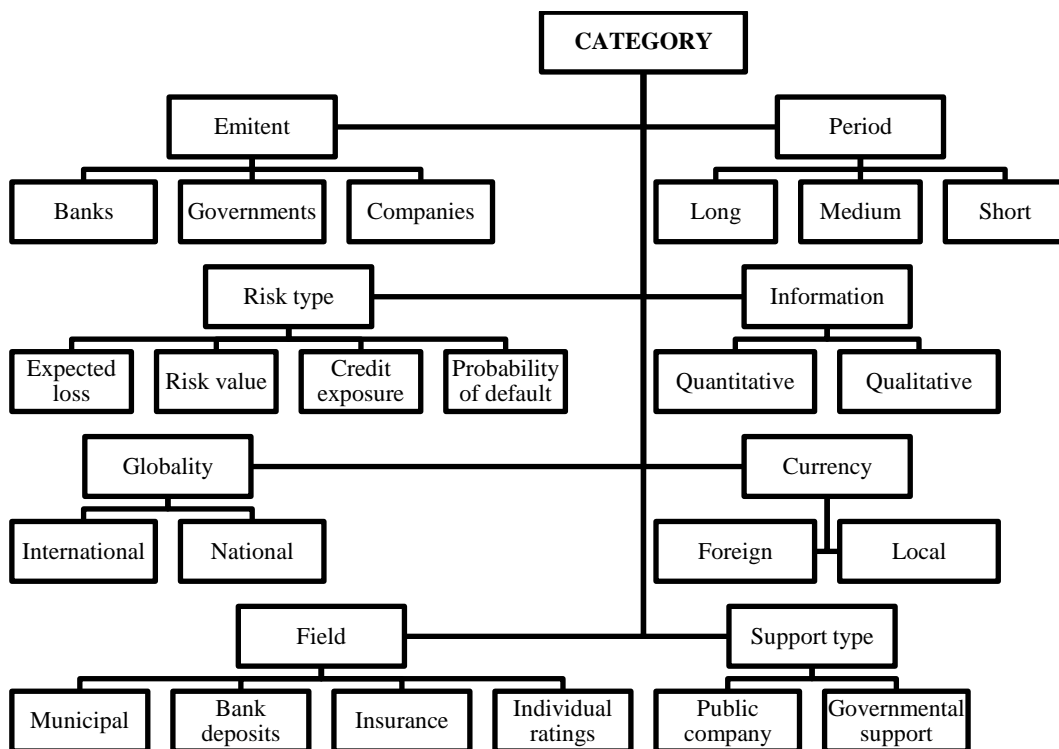 CATEGORY
Emitent
Period
Banks
Governments
Companies
Long
Medium
Short
Risk type
Information
Expected
loss
Risk value
Credit
exposure
Probability
of default
Quantitative
Qualitative
Globality
Currency
International
National
Foreign
Local
Field
Support type
Municipal
Bank
deposits
Insurance
Individual
ratings
Public
company
Governmental
support